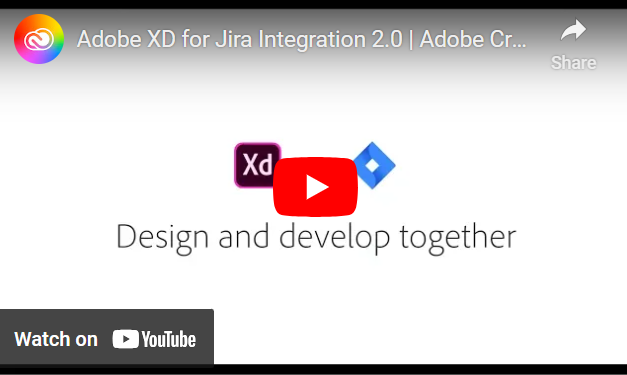 Adobe XD for Jira Integration 2.0 | Adobe Cr...
Share
Xd
Design and develop together
Watch on YouTube